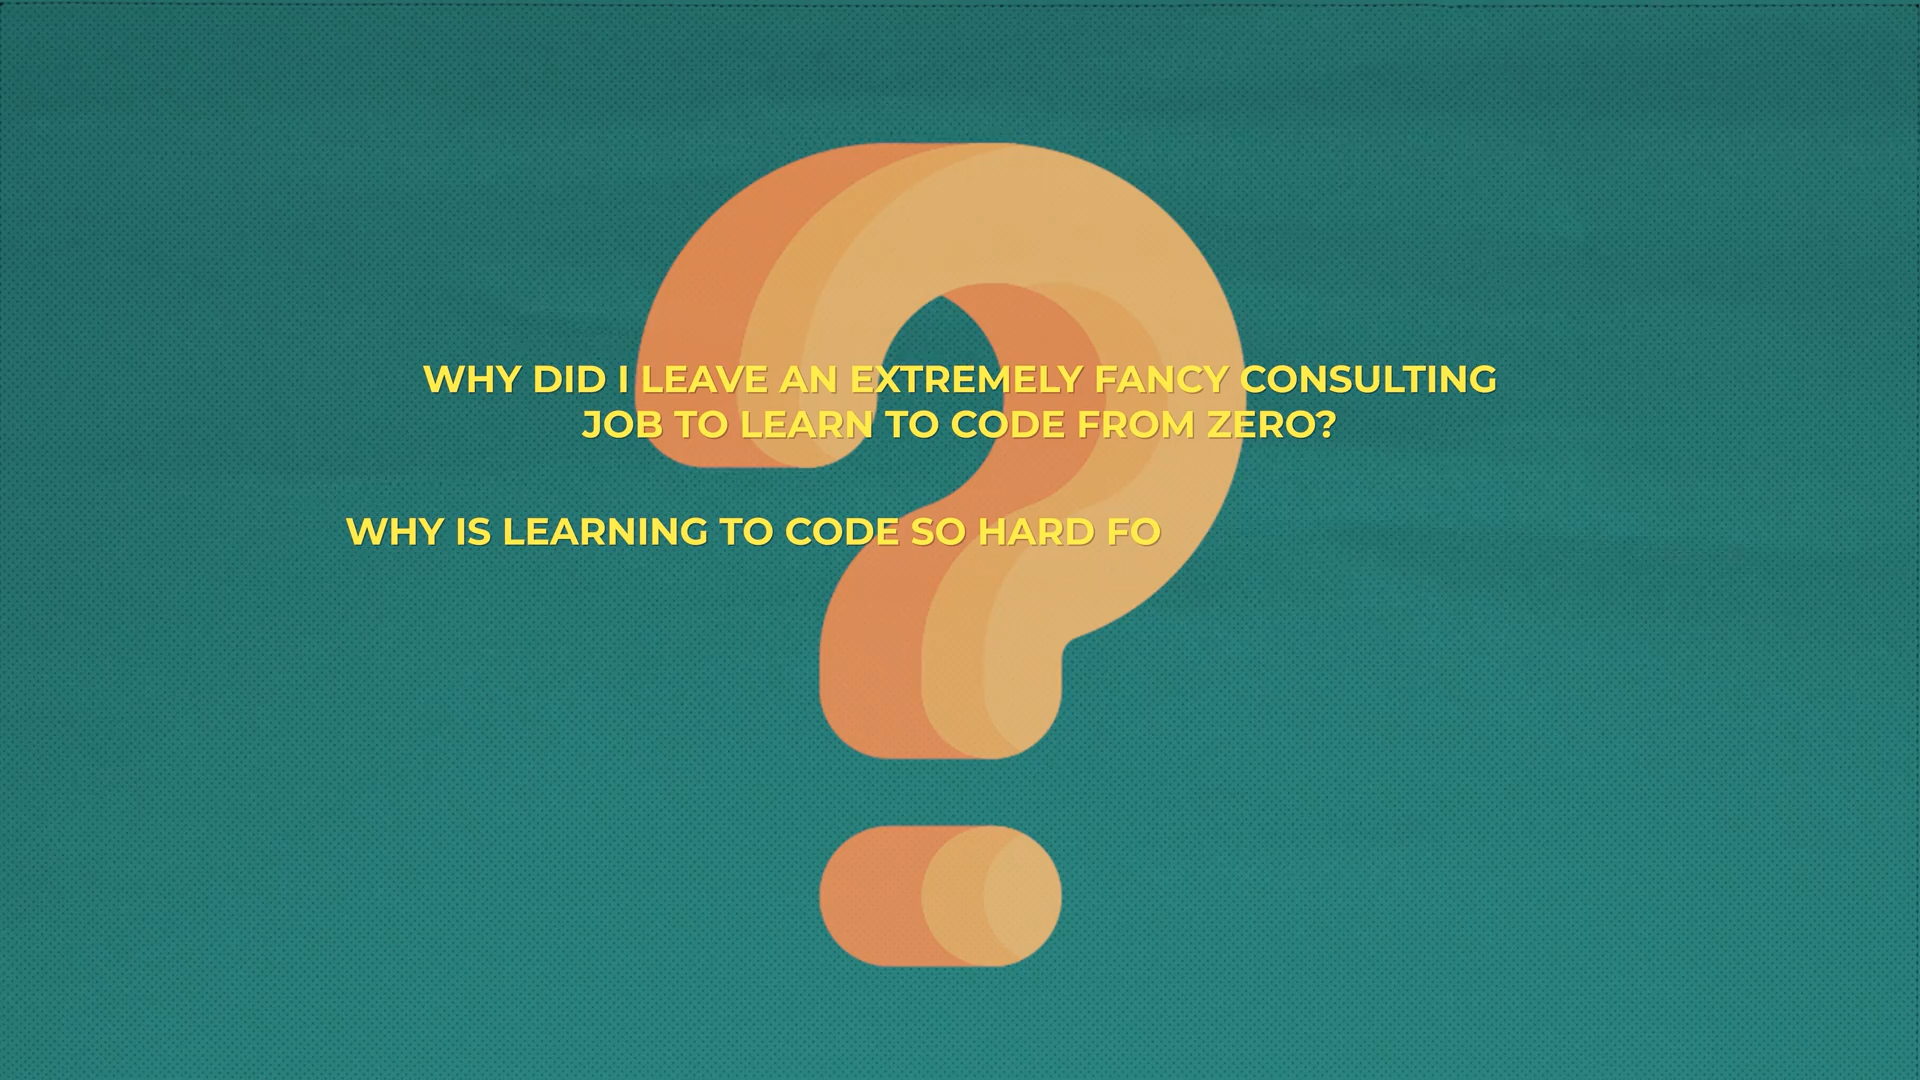 WHY DID I LEAVE AN EXTREMELY FANCY CONSULTING
JOB TO LEARN TO CODE FROM ZERO?
WHY IS LEARNING TO CODE SO HARD FO